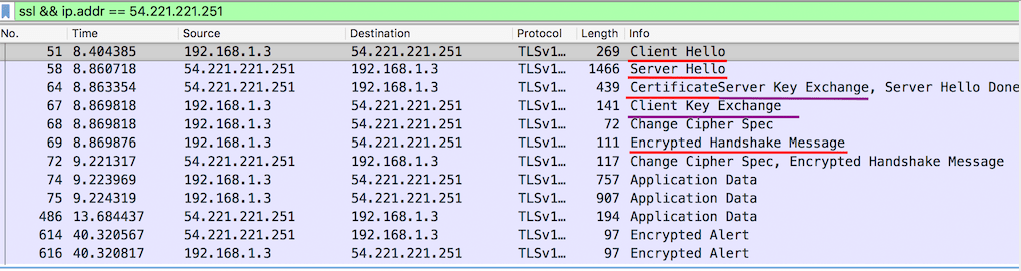 ssl && ip.addr == 54.221.221.251
No. Time Source Destination Protocol Length Info
51 8.404385 192.168.1.3 54.221.221.251 TLSv1… 269 Client Hello
58 8.860718 54.221.221.251 192.168.1.3 TLSv1… 1466 Server Hello
64 8.863354 54.221.221.251 192.168.1.3 TLSv1… 439 CertificateServer Key Exchange, Server Hello Done
67 8.869818 192.168.1.3 54.221.221.251 TLSv1… 141 Client Key Exchange
68 8.869818 192.168.1.3 54.221.221.251 TLSv1… 72 Change Cipher Spec
69 8.869876 192.168.1.3 54.221.221.251 TLSv1… 111 Encrypted Handshake Message
72 9.221317 54.221.221.251 192.168.1.3 TLSv1… 117 Change Cipher Spec, Encrypted Handshake Message
74 9.223969 192.168.1.3 54.221.221.251 TLSv1… 757 Application Data
75 9.224319 192.168.1.3 54.221.221.251 TLSv1… 907 Application Data
486 13.684437 54.221.221.251 192.168.1.3 TLSv1… 194 Application Data
614 40.320567 54.221.221.251 192.168.1.3 TLSv1… 97 Encrypted Alert
616 40.320817 192.168.1.3 54.221.221.251 TLSv1… 97 Encrypted Alert